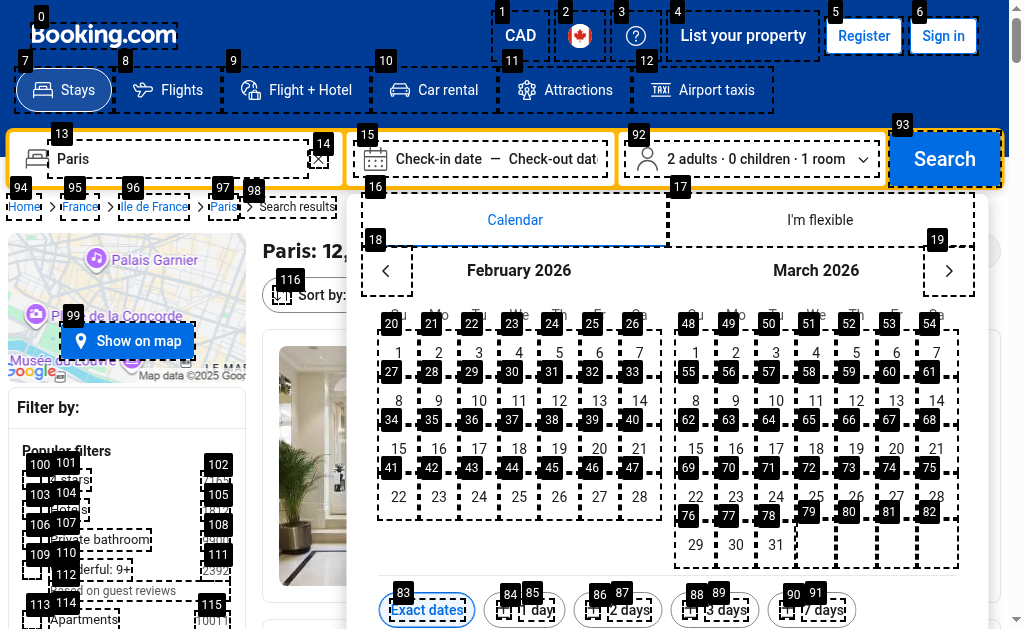 0 1 2 3 4 5 6
Booking.com CAD List your property Register Sign in
7 8 9 10 11 12
Stays Flights Flight + Hotel Car rental Attractions Airport taxis
13 14 15 92 93
Paris Check-in date — Check-out dat 2 adults · 0 children · 1 room Search
94 95 96 97 98 16 17
Home France Île de France Paris Search results
Calendar I'm flexible
18 19
Paris: 12, February 2026 March 2026
Palais Garnier
116
Sort by:
Su Mo Tu We Th Fr Sa Su Mo Tu We Th Fr Sa
20 21 22 23 24 25 26 48 49 50 51 52 53 54
1 2 3 4 5 6 7 1 2 3 4 5 6 7
27 28 29 30 31 32 33 55 56 57 58 59 60 61
8 9 10 11 12 13 14 8 9 10 11 12 13 14
34 35 36 37 38 39 40 62 63 64 65 66 67 68
15 16 17 18 19 20 21 15 16 17 18 19 20 21
41 42 43 44 45 46 47 69 70 71 72 73 74 75
22 23 24 25 26 27 28 22 23 24 25 26 27 28
76 77 78 79 80 81 82
29 30 31
83 84 85 86 87 88 89 90 91
Exact dates 1 day 2 days 3 days 7 days
99
Place de la Concorde
Show on map
Musée du Louvre LE MAR
Google Map data ©2025 Goog
Filter by:
Popular filters
100 101 102
4 stars 7165
103 104 105
Hotels
106 107 108
Private bathroom
109 110 111
derful: 9+ 2392
112
Based on guest reviews
113 114 115
Apartments 10011